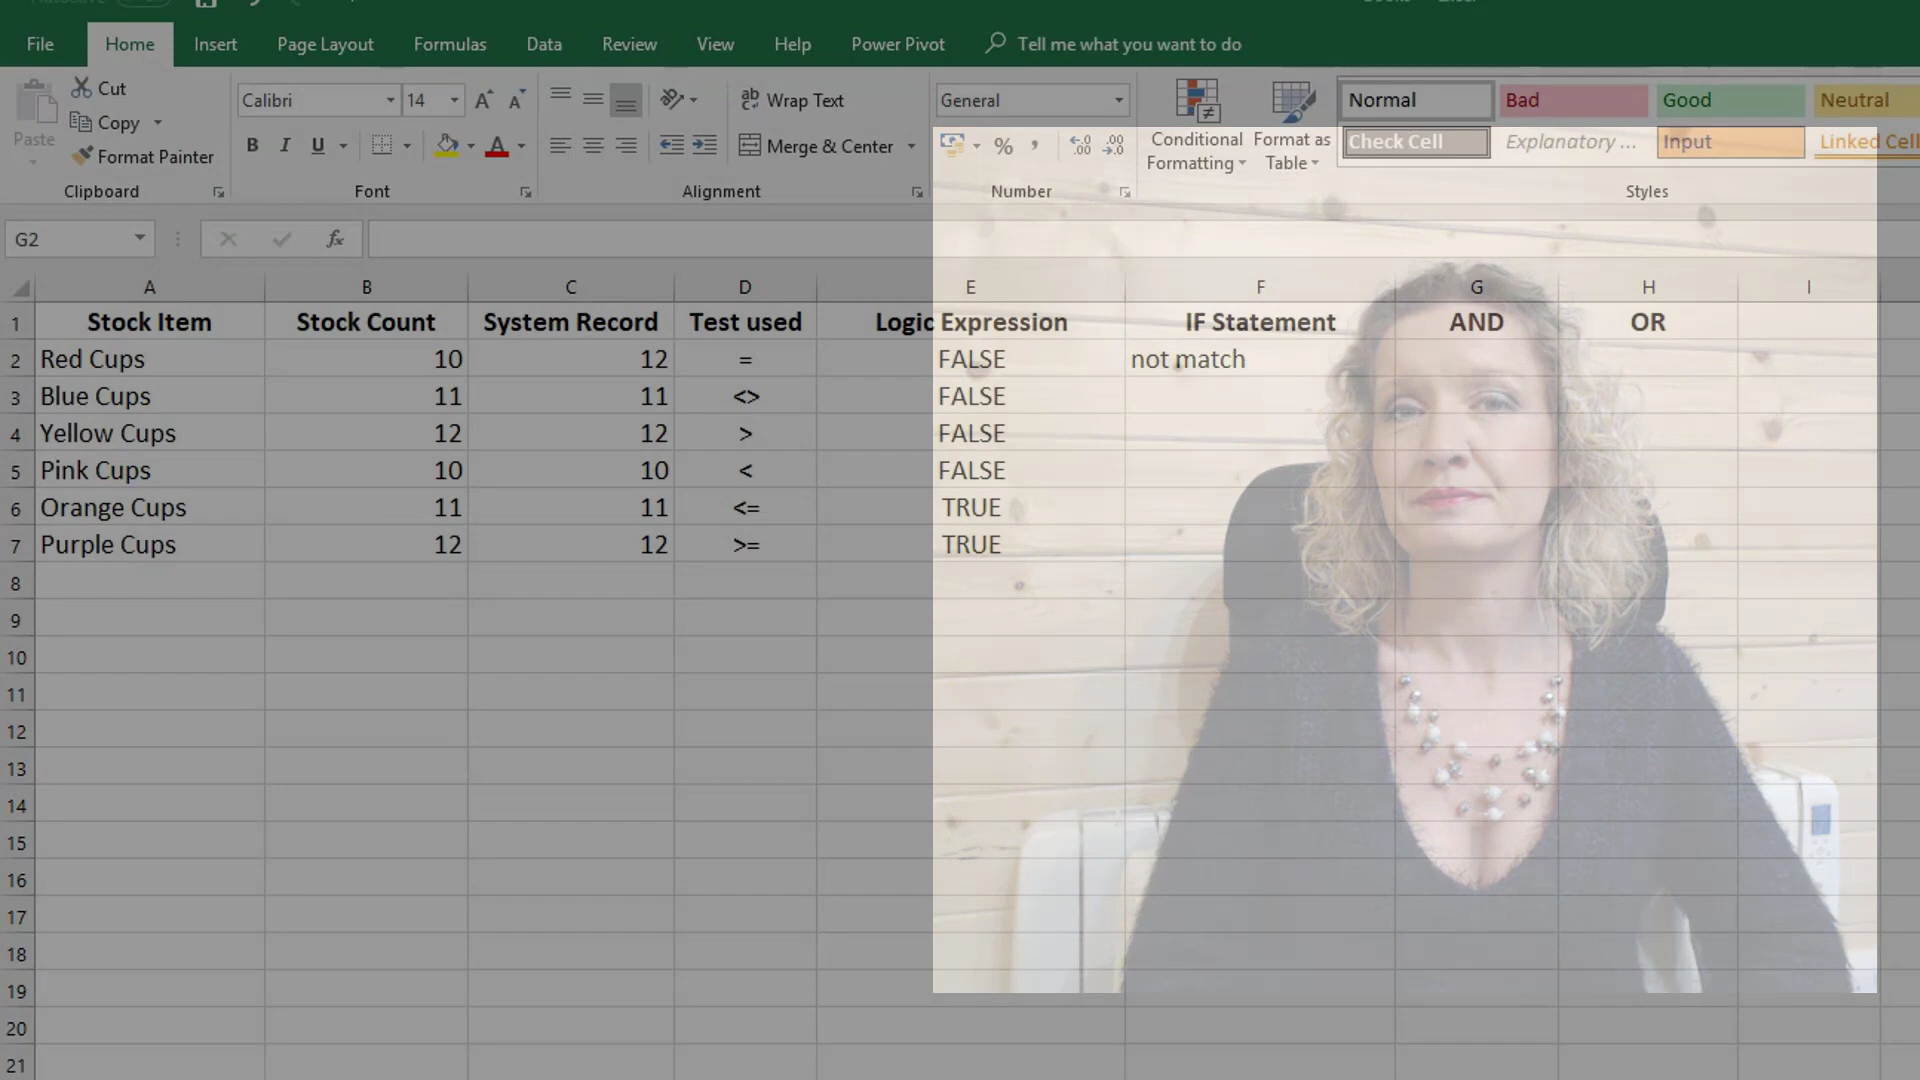 File Home Insert Page Layout Formulas Data Review View Help Power Pivot Tell me what you want to do
Cut
Copy
Paste
Format Painter
Clipboard
Calibri 14
B I U A
Font
Wrap Text
Merge & Center
Alignment
General
%
Number
Conditional Formatting
Format as Table
Normal Bad Good Neutral
Check Cell Explanatory ... Input Linked Cell
Styles
G2 fx
A B C D E F G H I
1 Stock Item Stock Count System Record Test used Logic Expression IF Statement AND OR
2 Red Cups 10 12 = FALSE not match
3 Blue Cups 11 11 <> FALSE
4 Yellow Cups 12 12 > FALSE
5 Pink Cups 10 10 < FALSE
6 Orange Cups 11 11 <= TRUE
7 Purple Cups 12 12 >= TRUE
8
9
10
11
12
13
14
15
16
17
18
19
20
21